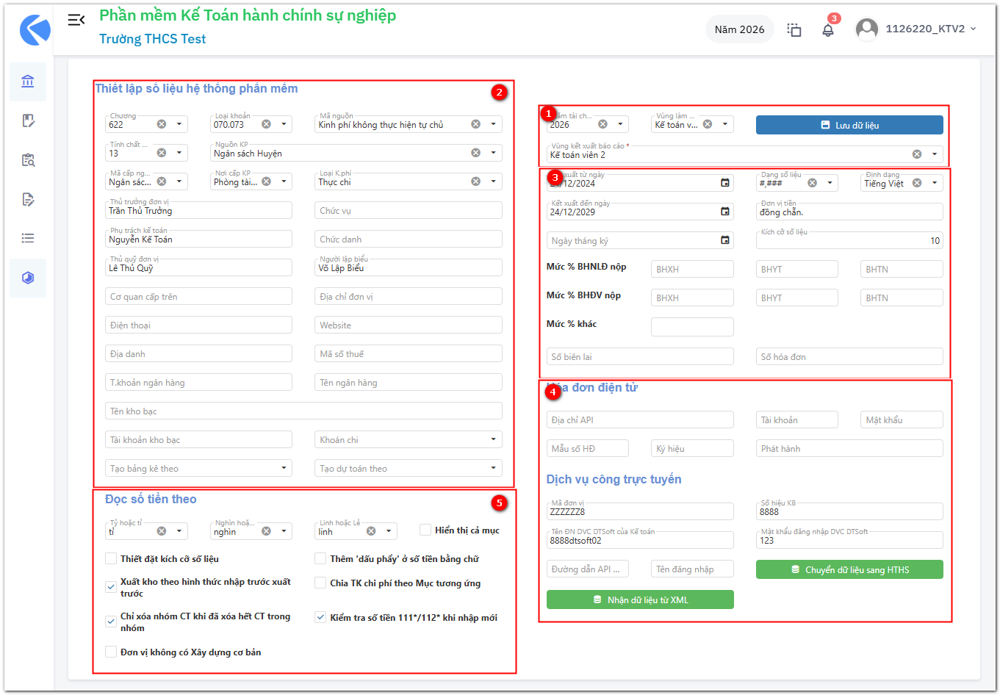 Phần mềm Kế Toán hành chính sự nghiệp
Trường THCS Test
Năm 2026
3
1126220_KTV2
Thiết lập số liệu hệ thống phần mềm
2
Chương
622
Loại khoản
070.073
Mã nguồn
Kinh phí không thực hiện tự chủ
Tính chất ...
13
Nguồn KP
Ngân sách Huyện
Mã cấp ng...
Ngân sác...
Nơi cấp KP
Phòng tài...
Loại K.phí
Thực chi
Thủ trưởng đơn vị
Trần Thủ Trưởng
Chức vụ
Phụ trách kế toán
Nguyễn Kế Toán
Chức danh
Thủ quỹ đơn vị
Lê Thủ Quỹ
Người lập biểu
Võ Lập Biểu
Cơ quan cấp trên
Địa chỉ đơn vị
Điện thoại
Website
Địa danh
Mã số thuế
T.khoản ngân hàng
Tên ngân hàng
Tên kho bạc
Tài khoản kho bạc
Khoán chi
Tạo bảng kê theo
Tạo dự toán theo
Đọc số tiền theo
5
Tỷ hoặc tỉ
tỉ
Nghìn hoặ...
nghìn
Linh hoặc Lẻ
linh
Hiển thị cả mục
Thiết đặt kích cỡ số liệu
Thêm 'dấu phẩy' ở số tiền bằng chữ
Xuất kho theo hình thức nhập trước xuất
trước
Chia TK chi phí theo Mục tương ứng
Chỉ xóa nhóm CT khi đã xóa hết CT trong
nhóm
Kiểm tra số tiền 111*/112* khi nhập mới
Đơn vị không có Xây dựng cơ bản
1
tài ch...
2026
Vùng làm ...
Kế toán v...
Lưu dữ liệu
Vùng kết xuất báo cáo *
Kế toán viên 2
3
xuất từ ngày
/12/2024
Dạng số liệu
#,###
Định dạng
Tiếng Việt
Kết xuất đến ngày
24/12/2029
Đơn vị tiền
đồng chẵn.
Ngày tháng ký
Kích cỡ số liệu
10
Mức % BHNLĐ nộp
BHXH
BHYT
BHTN
Mức % BHĐV nộp
BHXH
BHYT
BHTN
Mức % khác
Số biên lai
Số hóa đơn
4
đơn điện tử
Địa chỉ API
Tài khoản
Mật khẩu
Mẫu số HĐ
Ký hiệu
Phát hành
Dịch vụ công trực tuyến
Mã đơn vị
ZZZZZZ8
Số hiệu KB
8888
Tên ĐN DVC DTSoft của Kế toán
8888dtsoft02
Mật khẩu đăng nhập DVC DTSoft
123
Đường dẫn API ...
Tên đăng nhập
Chuyển dữ liệu sang HTHS
Nhận dữ liệu từ XML